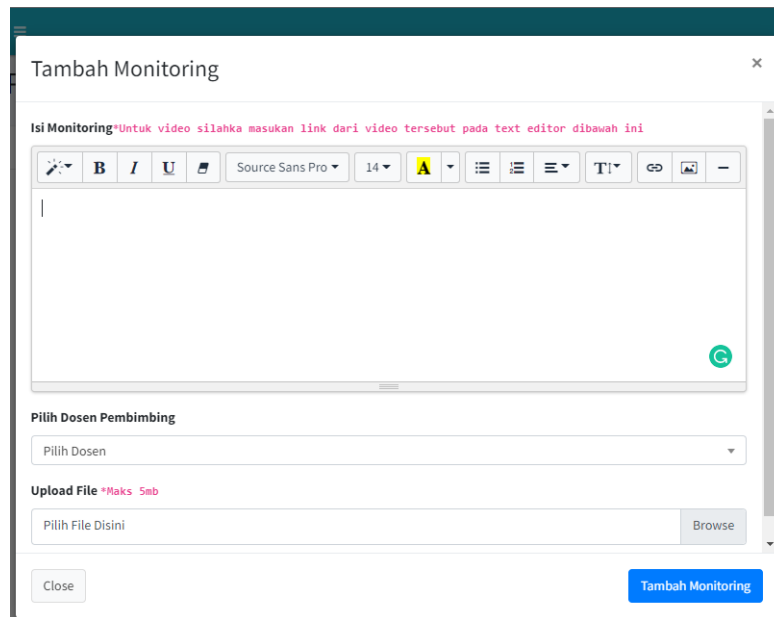 Tambah Monitoring
×
Isi Monitoring*Untuk video silahka masukan link dari video tersebut pada text editor dibawah ini
B I U Source Sans Pro 14 A T
Pilih Dosen Pembimbing
Pilih Dosen
Upload File *Maks 5mb
Pilih File Disini Browse
Close Tambah Monitoring